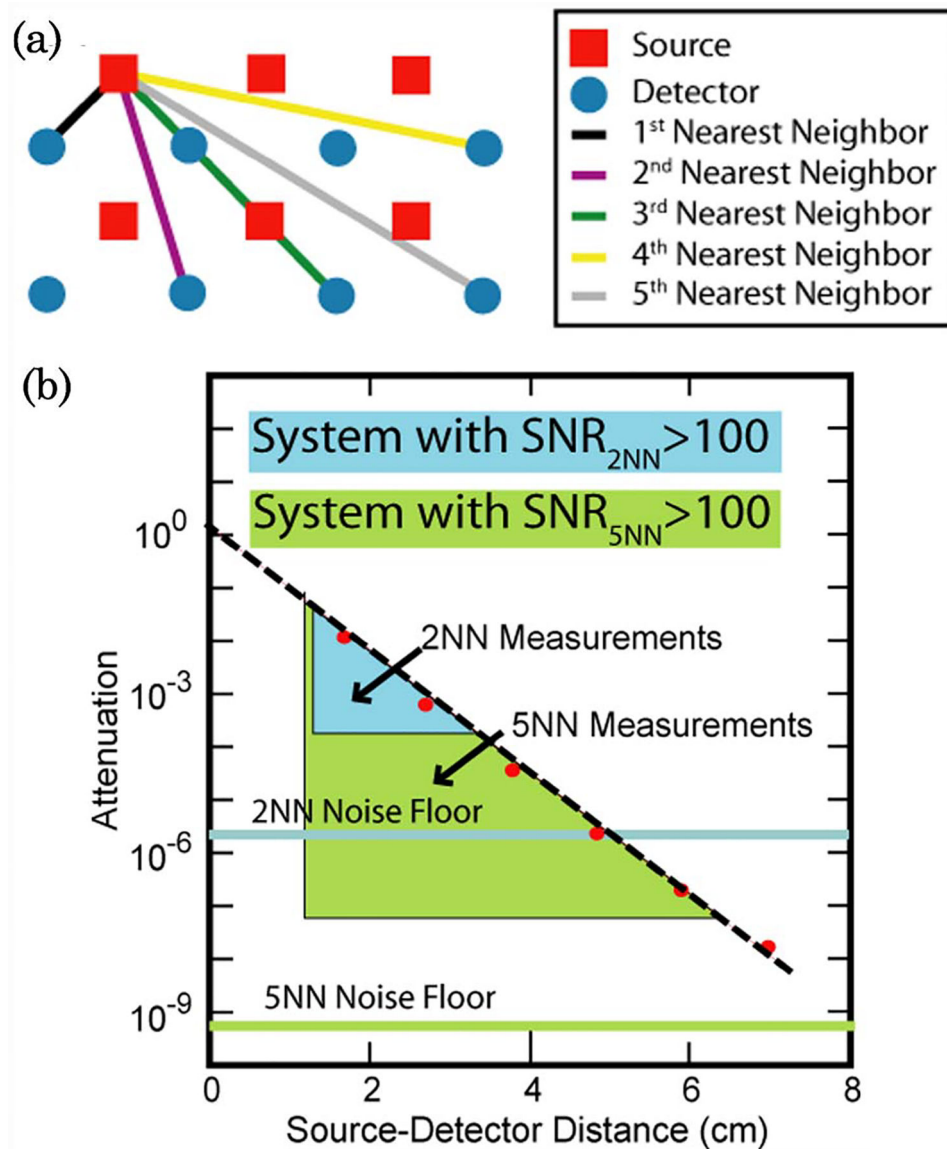 (a)
Source
Detector
1st Nearest Neighbor
2nd Nearest Neighbor
3rd Nearest Neighbor
4th Nearest Neighbor
5th Nearest Neighbor
(b)
System with SNR2NN>100
System with SNR5NN>100
10^0
2NN Measurements
10^-3
5NN Measurements
Attenuation
2NN Noise Floor
10^-6
5NN Noise Floor
10^-9
0 2 4 6 8
Source-Detector Distance (cm)